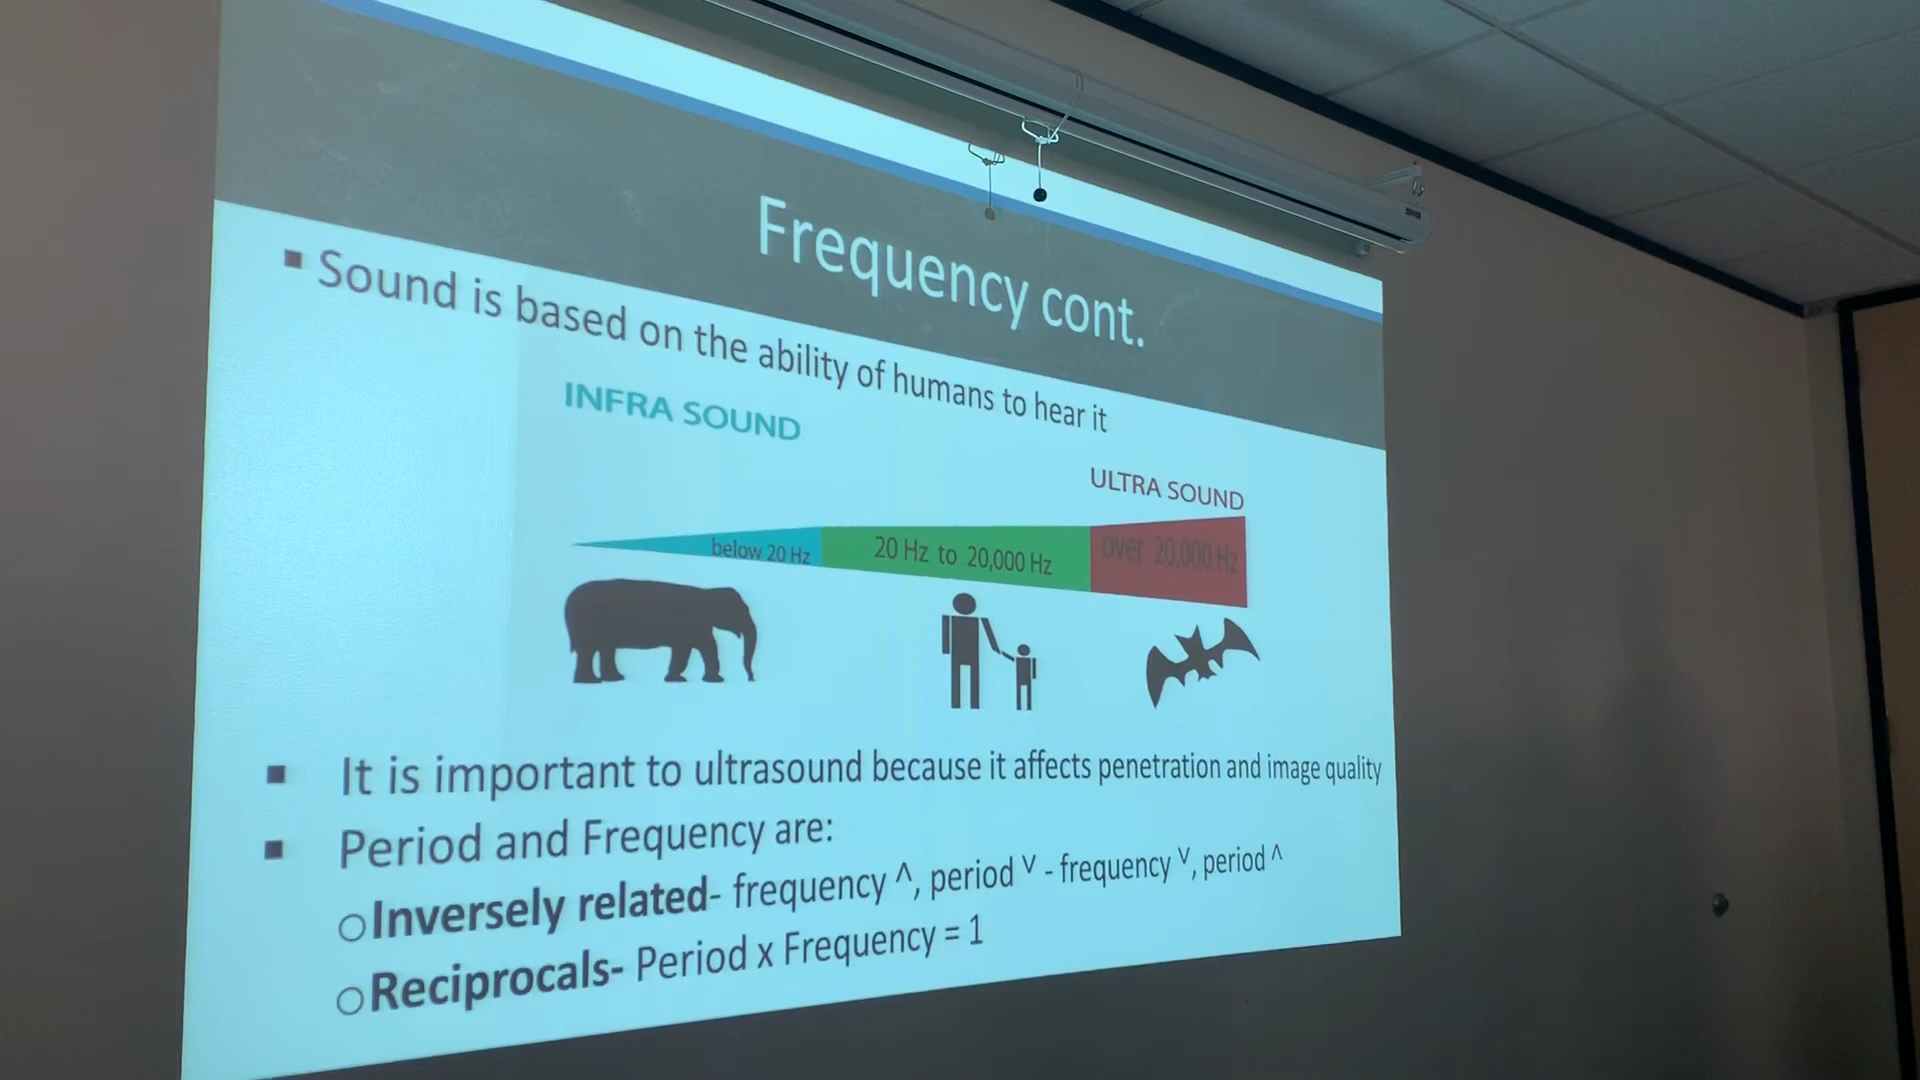 Frequency cont.
▪ Sound is based on the ability of humans to hear it
INFRA SOUND
ULTRA SOUND
below 20 Hz
20 Hz to 20,000 Hz
over 20,000 Hz
▪ It is important to ultrasound because it affects penetration and image quality
▪ Period and Frequency are:
○ Inversely related- frequency ^, period ˅ - frequency ˅, period ^
○ Reciprocals- Period x Frequency = 1